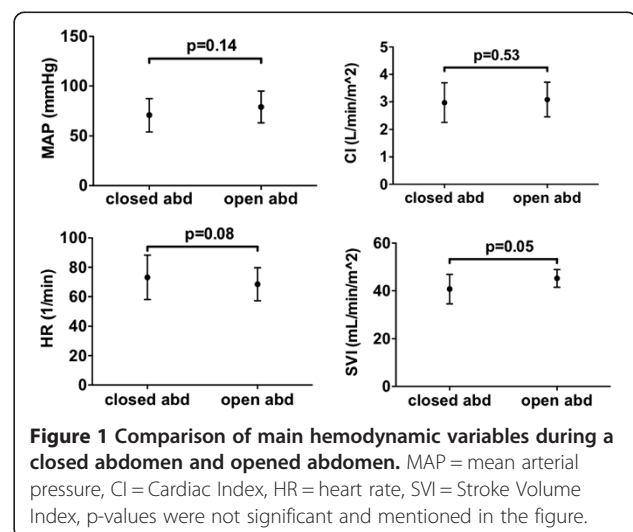 150
100
50
0
MAP (mmHg)
p=0.14
closed abd open abd
5
4
3
2
1
0
CI (L/min/m^2)
p=0.53
closed abd open abd
100
80
60
40
20
0
HR (1/min)
p=0.08
closed abd open abd
60
40
20
0
SVI (mL/min/m^2)
p=0.05
closed abd open abd
Figure 1 Comparison of main hemodynamic variables during a
closed abdomen and opened abdomen. MAP = mean arterial
pressure, CI = Cardiac Index, HR = heart rate, SVI = Stroke Volume
Index, p-values were not significant and mentioned in the figure.